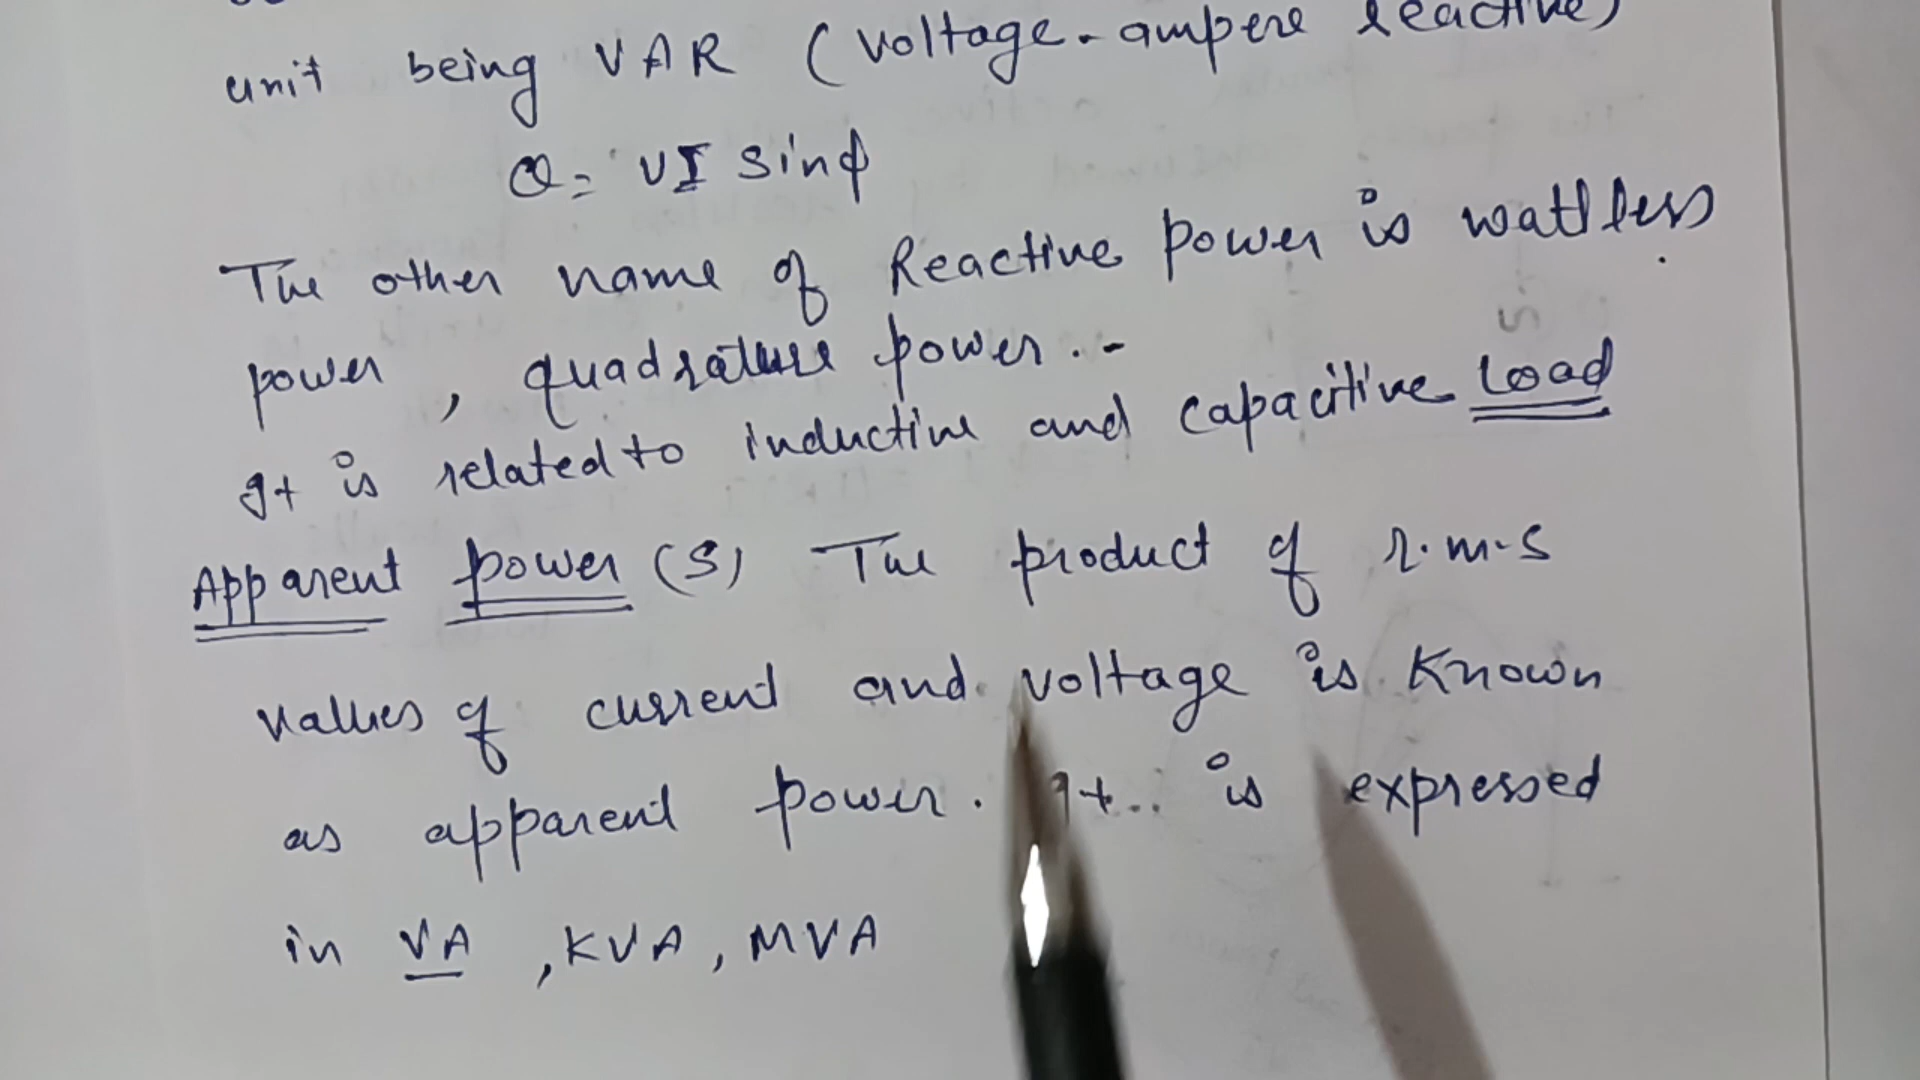 unit being VAR (voltage-ampere reactive)
Q = VI sinφ
The other name of Reactive power is wattless
power, quadrature power.-
It is related to inductive and capacitive Load
Apparent power (S) The product of r.m.s
values of current and voltage is known
as apparent power. It is expressed
in VA, KVA, MVA